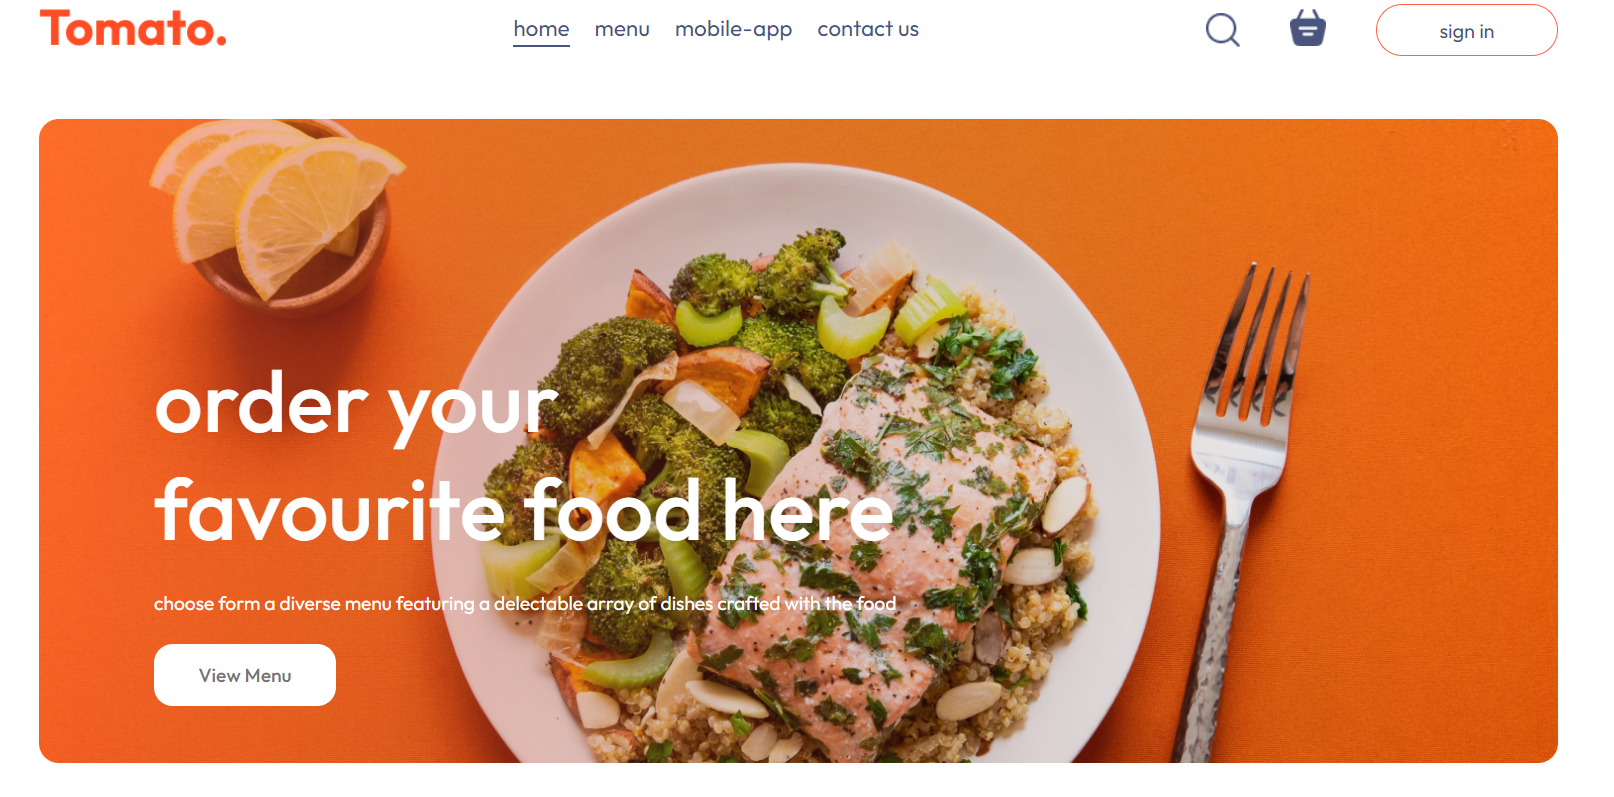 Tomato.
home menu mobile-app contact us
sign in
order your
favourite food here
choose form a diverse menu featuring a delectable array of dishes crafted with the food
View Menu